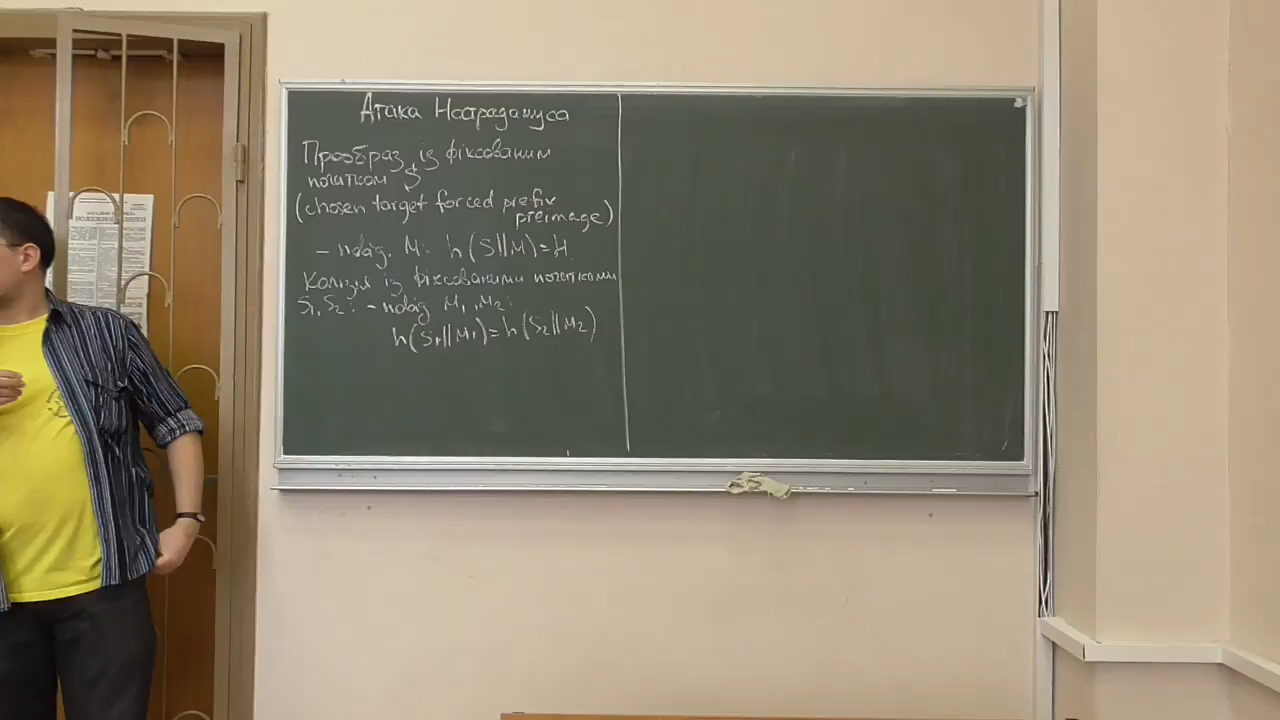 Атака Нострадамуса
Прообраз із фіксованим
початком S
(chosen target forced prefix
preimage)
- повід. M: h(S||M)=H.
Колізія із фіксованими початками
S₁, S₂: - повід M₁, M₂:
h(S₁||M₁)=h(S₂||M₂)